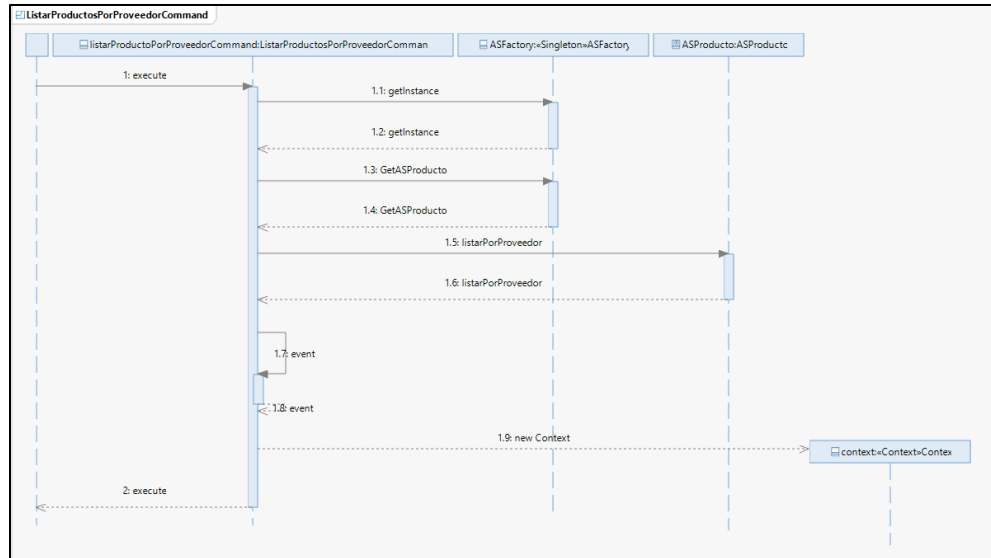 ListarProductosPorProveedorCommand
listarProductoPorProveedorCommand:ListarProductosPorProveedorComman
ASFactory:«Singleton»ASFactory
ASProducto:ASProducto
1: execute
1.1: getInstance
1.2: getInstance
1.3: GetASProducto
1.4: GetASProducto
1.5: listarPorProveedor
1.6: listarPorProveedor
1.7: event
1.8: event
1.9: new Context
context:«Context»Contex
2: execute